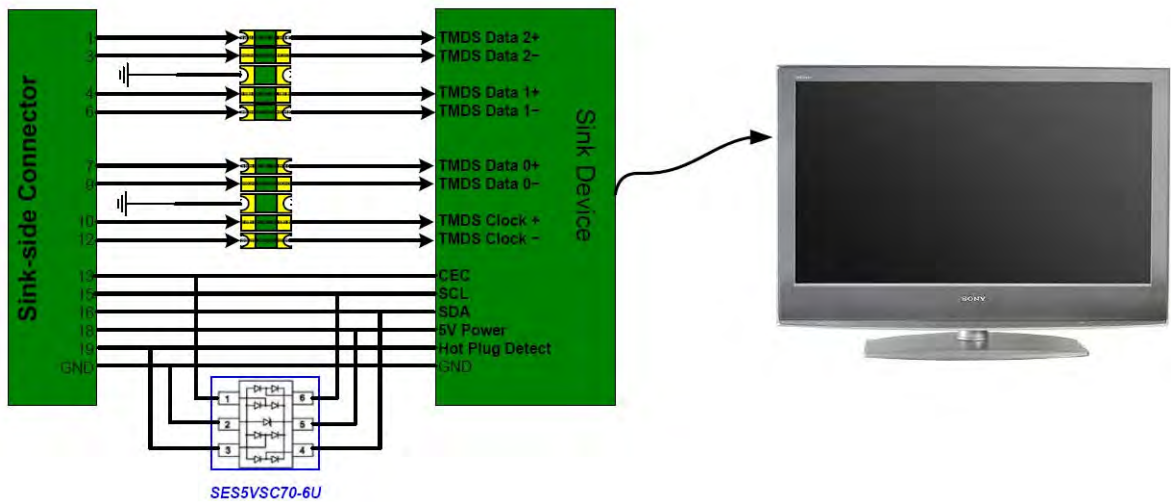 Sink-side Connector
1
3
4
6
7
9
10
12
13
15
16
18
19
GND
TMDS Data 2+
TMDS Data 2−
TMDS Data 1+
TMDS Data 1−
TMDS Data 0+
TMDS Data 0−
TMDS Clock +
TMDS Clock −
CEC
SCL
SDA
5V Power
Hot Plug Detect
GND
Sink Device
1
2
3
6
5
4
SES5VSC70-6U
SONY